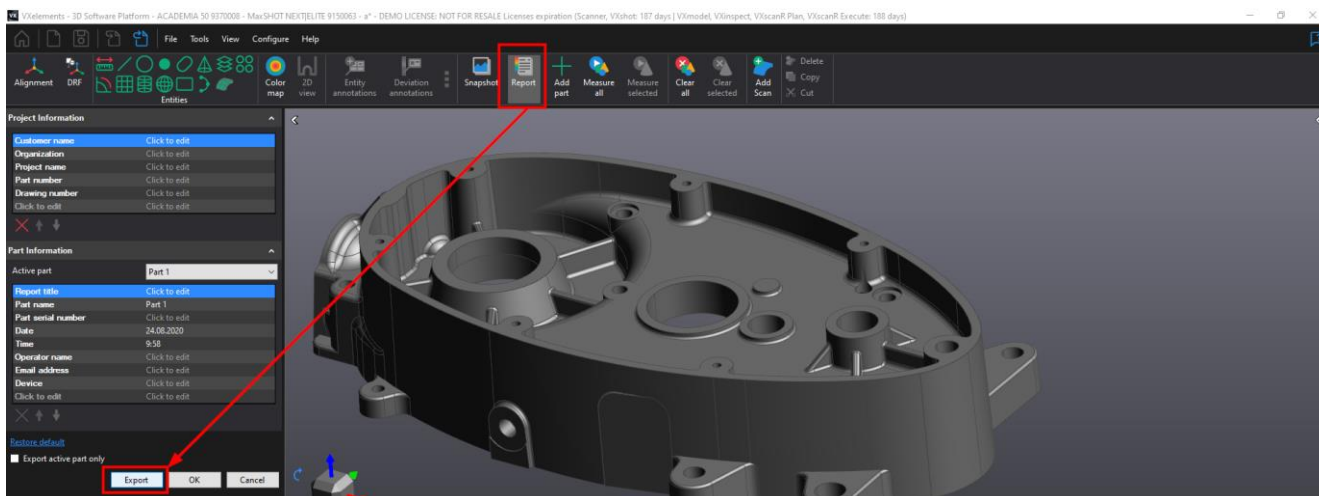 VXelements - 3D Software Platform - ACADEMIA 50 9370008 - MaxSHOT NEXT|ELITE 9150063 - a* - DEMO LICENSE: NOT FOR RESALE Licenses expiration (Scanner, VXshot: 187 days | VXmodel, VXinspect, VXscanR Plan, VXscanR Execute: 188 days)
File Tools View Configure Help
Alignment
DRF
Entities
Color map
2D view
Entity annotations
Deviation annotations
Snapshot
Report
Add part
Measure all
Measure selected
Clear all
Clear selected
Add Scan
Delete
Copy
Cut
Project Information
Customer name Click to edit
Organization Click to edit
Project name Click to edit
Part number Click to edit
Drawing number Click to edit
Click to edit Click to edit
Part Information
Active part Part 1
Report title Click to edit
Part name Part 1
Part serial number Click to edit
Date 24.08.2020
Time 9:58
Operator name Click to edit
Email address Click to edit
Device Click to edit
Click to edit Click to edit
Restore default
Export active part only
Export OK Cancel